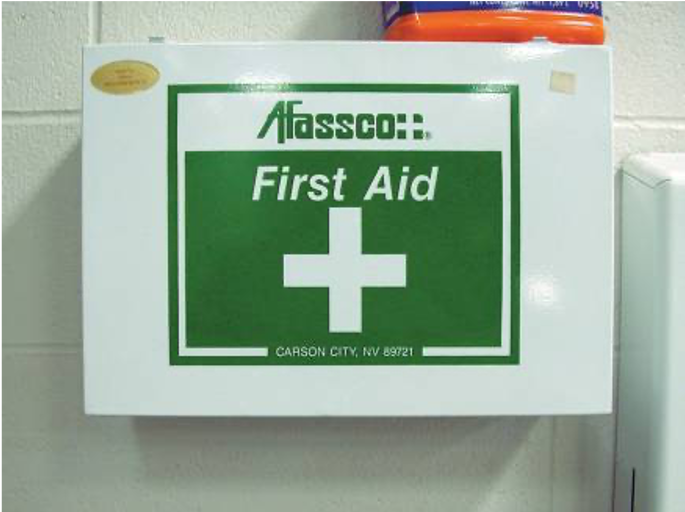 Afassco
First Aid
CARSON CITY, NV 89721